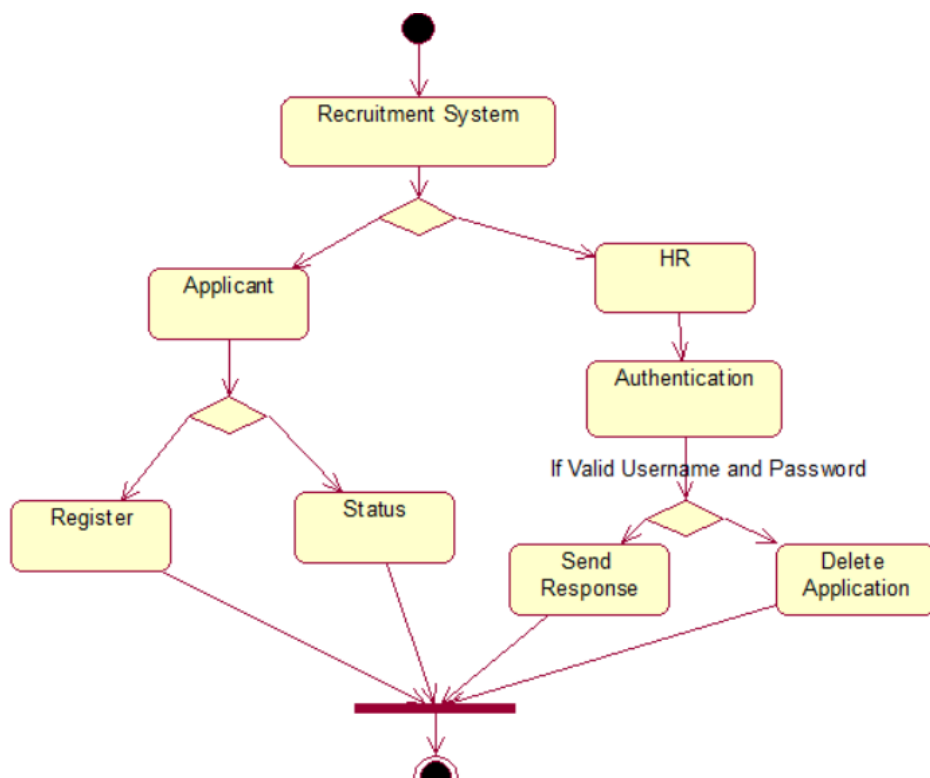 Recruitment System
Applicant
HR
Authentication
If Valid Username and Password
Register
Status
Send
Response
Delete
Application